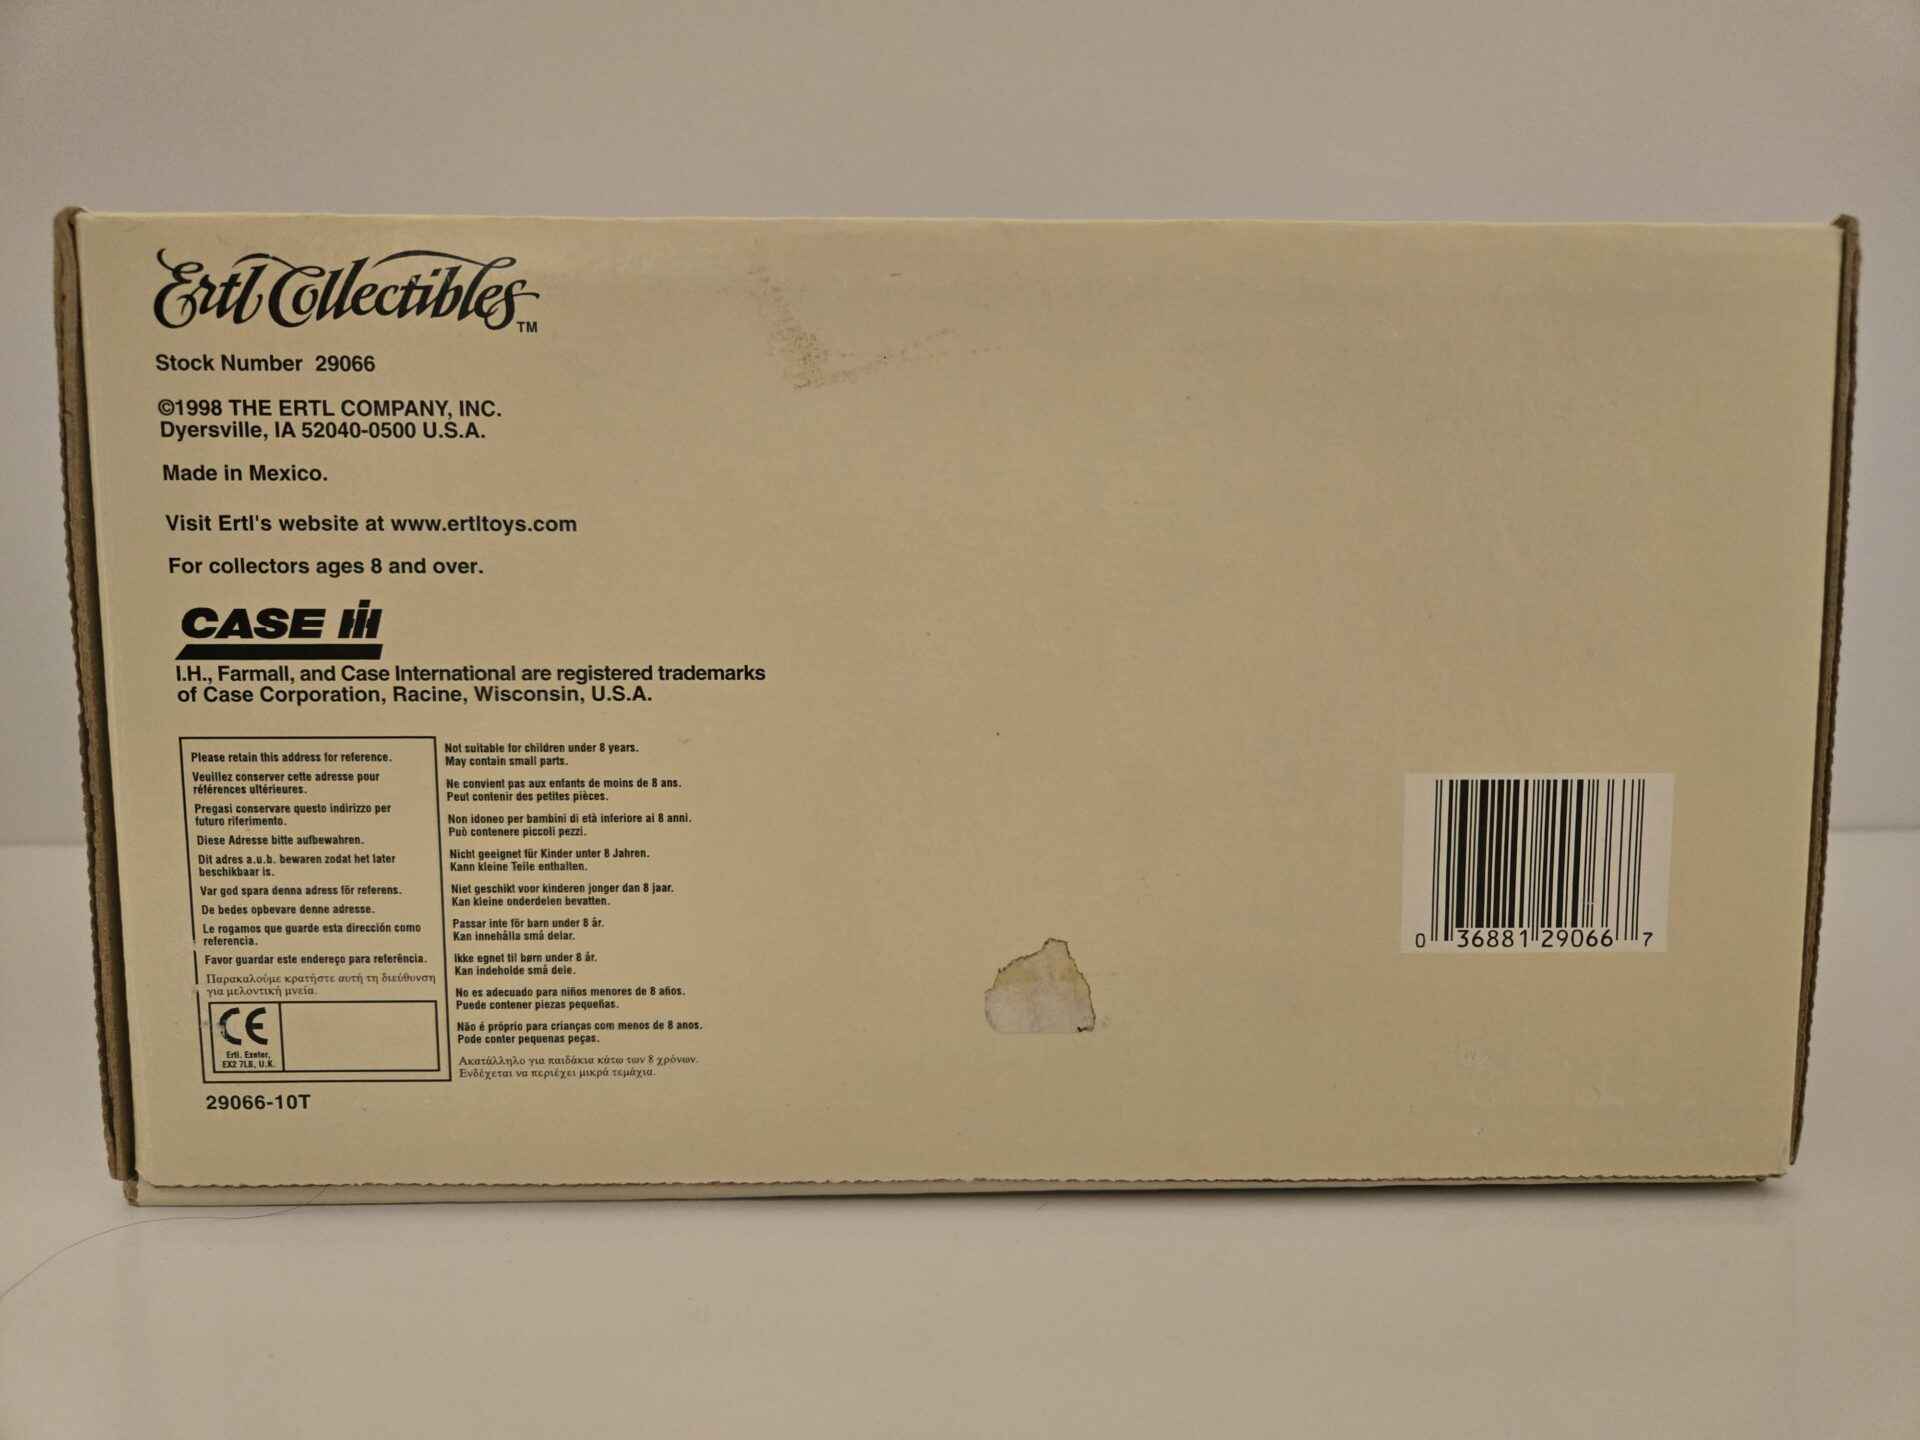 Ertl Collectibles™
Stock Number 29066
©1998 THE ERTL COMPANY, INC.
Dyersville, IA 52040-0500 U.S.A.
Made in Mexico.
Visit Ertl's website at www.ertltoys.com
For collectors ages 8 and over.
CASE IH
I.H., Farmall, and Case International are registered trademarks
of Case Corporation, Racine, Wisconsin, U.S.A.
Please retain this address for reference.
Veuillez conserver cette adresse pour
références ultérieures.
Pregasi conservare questo indirizzo per
futuro riferimento.
Diese Adresse bitte aufbewahren.
Dit adres a.u.b. bewaren zodat het later
beschikbaar is.
Var god spara denna adress för referens.
De bedes opbevare denne adresse.
Le rogamos que guarde esta dirección como
referencia.
Favor guardar este endereço para referência.
Παρακαλούμε κρατήστε αυτή τη διεύθυνση
για μελοντική μνεία.
CE
Ertl. Exeter,
EX2 7LB, U.K.
Not suitable for children under 8 years.
May contain small parts.
Ne convient pas aux enfants de moins de 8 ans.
Peut contenir des petites pièces.
Non idoneo per bambini di età inferiore ai 8 anni.
Può contenere piccoli pezzi.
Nicht geeignet für Kinder unter 8 Jahren.
Kann kleine Teile enthalten.
Niet geschikt voor kinderen jonger dan 8 jaar.
Kan kleine onderdelen bevatten.
Passar inte för barn under 8 år.
Kan innehålla små delar.
Ikke egnet til børn under 8 år.
Kan indeholde små dele.
No es adecuado para niños menores de 8 años.
Puede contener piezas pequeñas.
Não é próprio para crianças com menos de 8 anos.
Pode conter pequenas peças.
Ακατάλληλο για παιδάκια κάτω των 8 χρόνων.
Ενδέχεται να περιέχει μικρά τεμάχια.
29066-10T
0 36881 29066 7